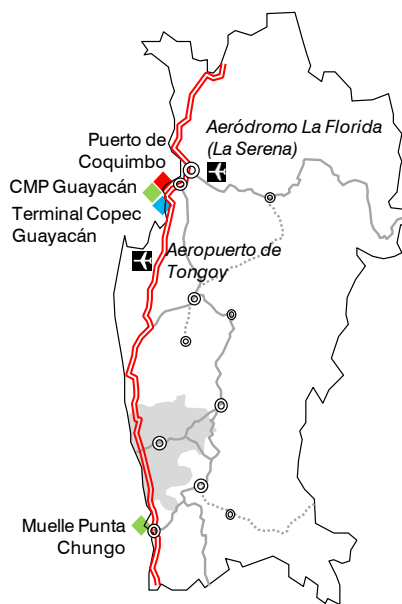 Puerto de
Coquimbo
Aeródromo La Florida
(La Serena)
CMP Guayacán
Terminal Copec
Guayacán
Aeropuerto de
Tongoy
Muelle Punta
Chungo